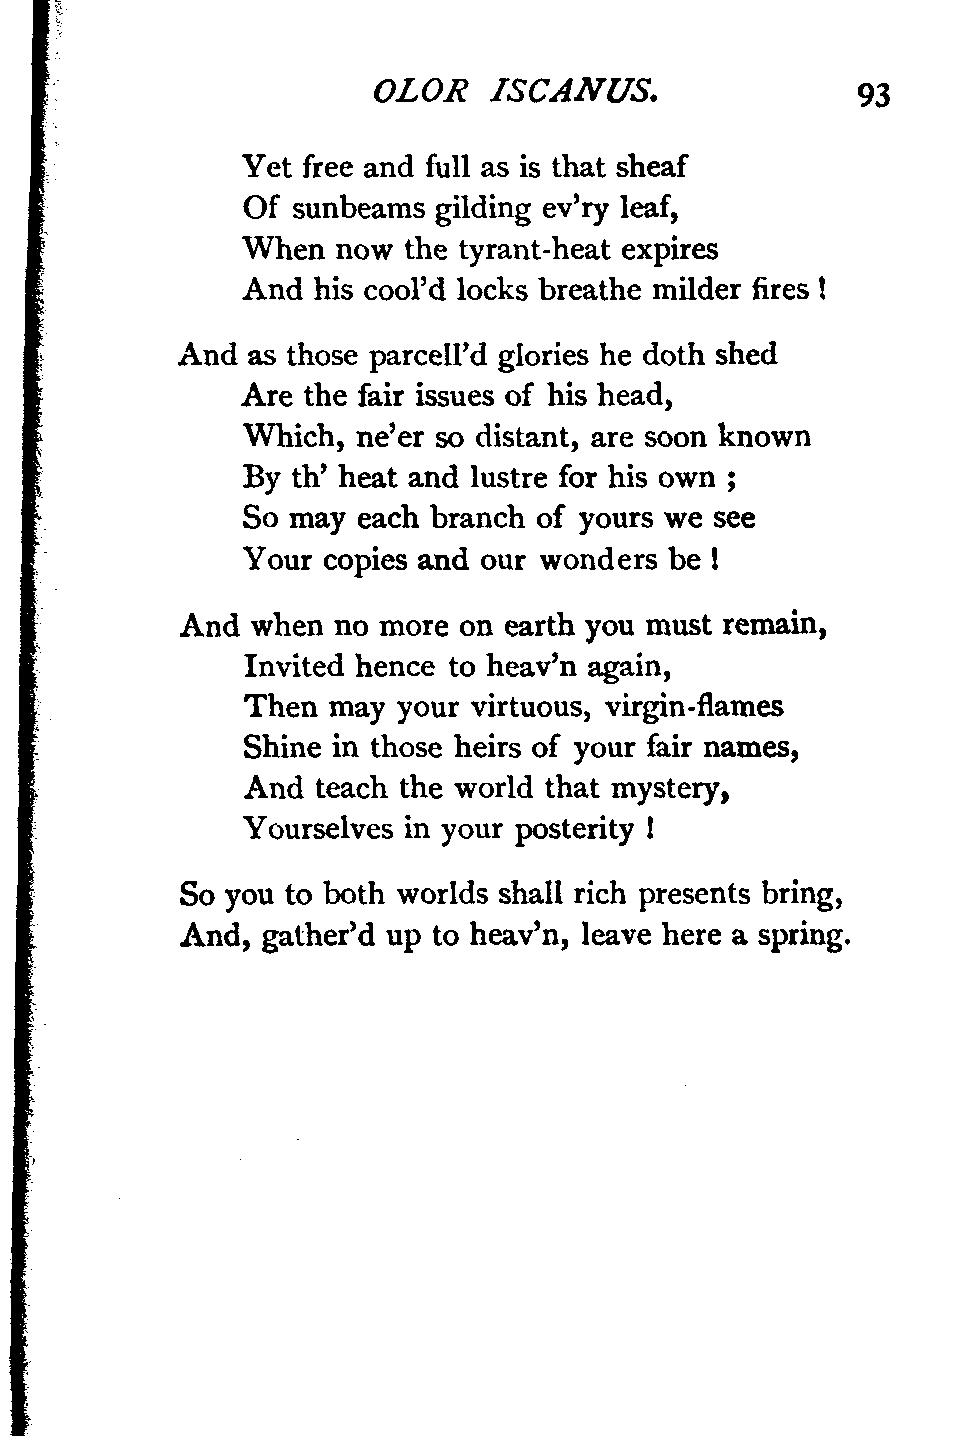 OLOR ISCANUS. 93
Yet free and full as is that sheaf
Of sunbeams gilding ev'ry leaf,
When now the tyrant-heat expires
And his cool'd locks breathe milder fires !
And as those parcell'd glories he doth shed
Are the fair issues of his head,
Which, ne'er so distant, are soon known
By th' heat and lustre for his own ;
So may each branch of yours we see
Your copies and our wonders be !
And when no more on earth you must remain,
Invited hence to heav'n again,
Then may your virtuous, virgin-flames
Shine in those heirs of your fair names,
And teach the world that mystery,
Yourselves in your posterity !
So you to both worlds shall rich presents bring,
And, gather'd up to heav'n, leave here a spring.